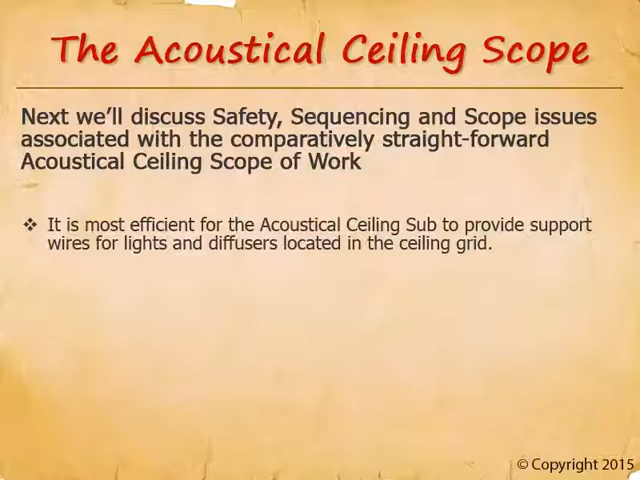 The Acoustical Ceiling Scope
Next we'll discuss Safety, Sequencing and Scope issues
associated with the comparatively straight-forward
Acoustical Ceiling Scope of Work
❖ It is most efficient for the Acoustical Ceiling Sub to provide support
wires for lights and diffusers located in the ceiling grid.
© Copyright 2015